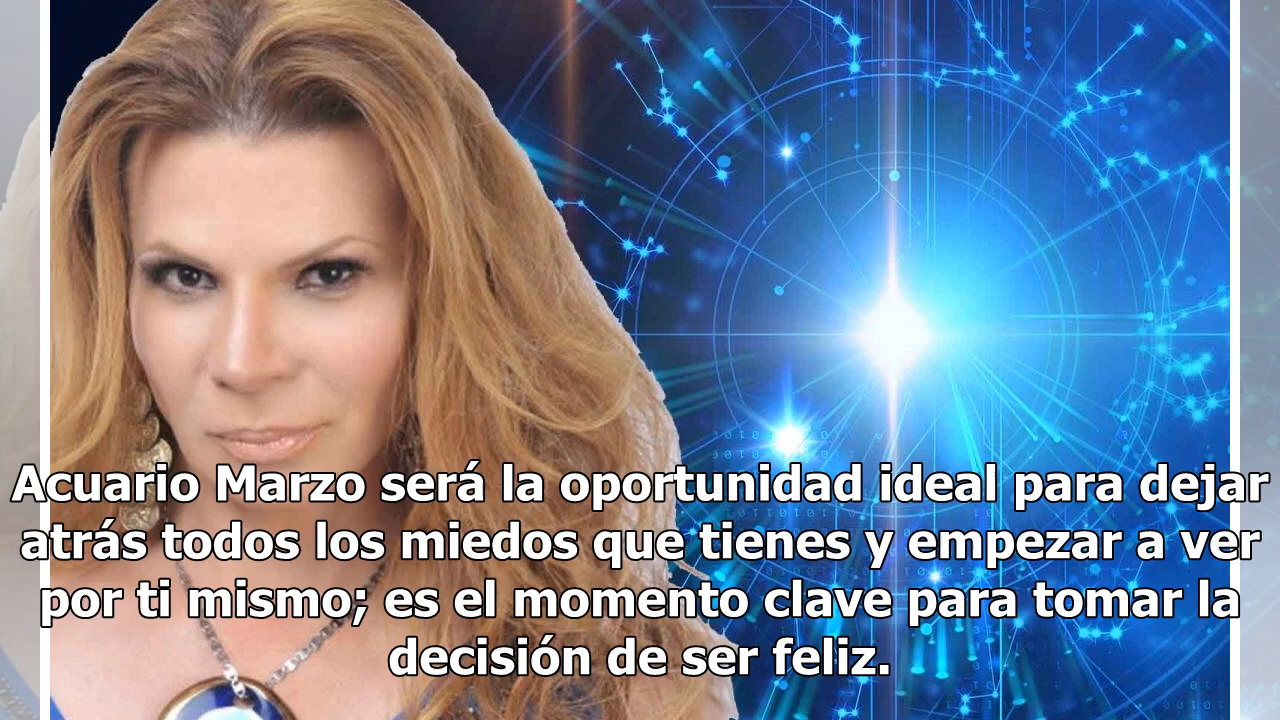 Acuario Marzo será la oportunidad ideal para dejar
atrás todos los miedos que tienes y empezar a ver
por ti mismo; es el momento clave para tomar la
decisión de ser feliz.